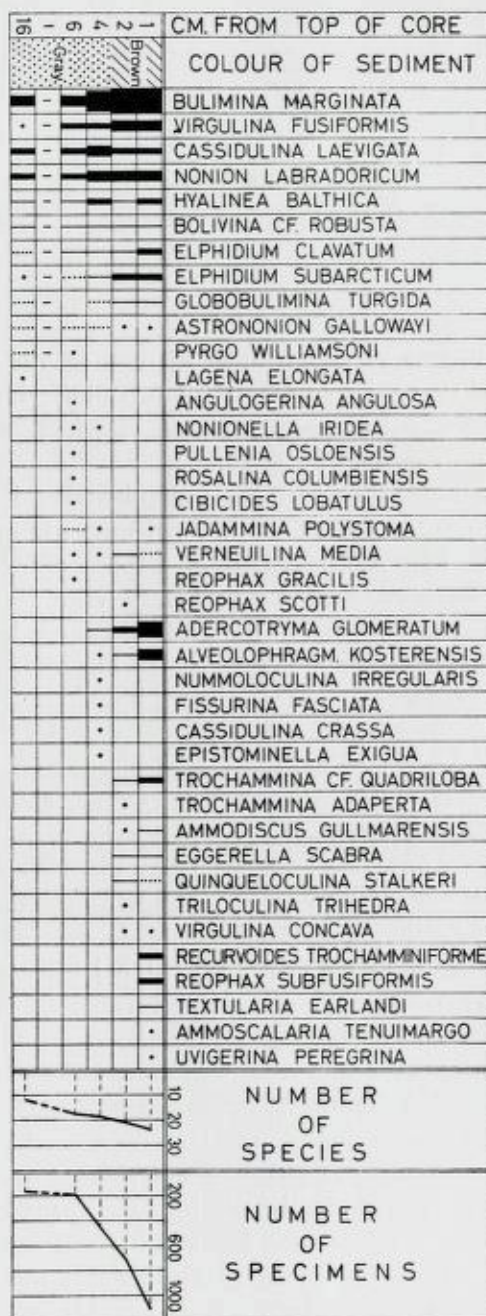 16 - 6 4 2 1 CM. FROM TOP OF CORE
Gray Brown COLOUR OF SEDIMENT
BULIMINA MARGINATA
VIRGULINA FUSIFORMIS
CASSIDULINA LAEVIGATA
NONION LABRADORICUM
HYALINEA BALTHICA
BOLIVINA CF. ROBUSTA
ELPHIDIUM CLAVATUM
ELPHIDIUM SUBARCTICUM
GLOBOBULIMINA TURGIDA
ASTRONONION GALLOWAYI
PYRGO WILLIAMSONI
LAGENA ELONGATA
ANGULOGERINA ANGULOSA
NONIONELLA IRIDEA
PULLENIA OSLOENSIS
ROSALINA COLUMBIENSIS
CIBICIDES LOBATULUS
JADAMMINA POLYSTOMA
VERNEUILINA MEDIA
REOPHAX GRACILIS
REOPHAX SCOTTI
ADERCOTRYMA GLOMERATUM
ALVEOLOPHRAGM. KOSTERENSIS
NUMMOLOCULINA IRREGULARIS
FISSURINA FASCIATA
CASSIDULINA CRASSA
EPISTOMINELLA EXIGUA
TROCHAMMINA CF. QUADRILOBA
TROCHAMMINA ADAPERTA
AMMODISCUS GULLMARENSIS
EGGERELLA SCABRA
QUINQUELOCULINA STALKERI
TRILOCULINA TRIHEDRA
VIRGULINA CONCAVA
RECURVOIDES TROCHAMMINIFORME
REOPHAX SUBFUSIFORMIS
TEXTULARIA EARLANDI
AMMOSCALARIA TENUIMARGO
UVIGERINA PEREGRINA
10
20
30
NUMBER
OF
SPECIES
200
600
1000
NUMBER
OF
SPECIMENS